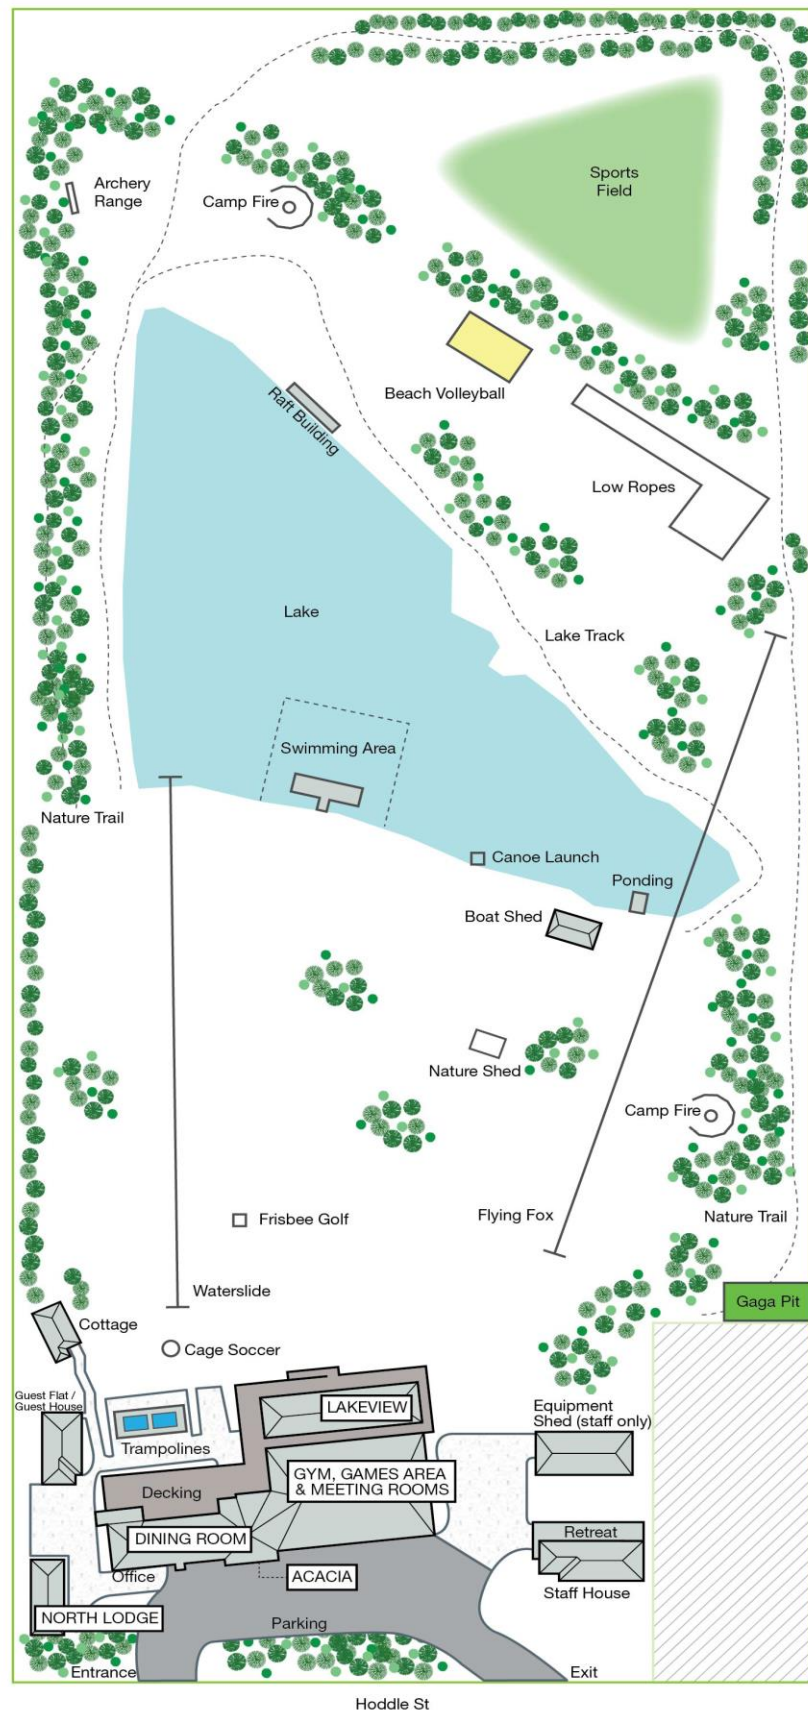 Sports
Field
Archery
Range
Camp Fire
Beach Volleyball
Raft Building
Low Ropes
Lake
Lake Track
Swimming Area
Nature Trail
Canoe Launch
Ponding
Boat Shed
Nature Shed
Camp Fire
Frisbee Golf
Flying Fox
Nature Trail
Waterslide
Gaga Pit
Cottage
Cage Soccer
Guest Flat /
Guest House
LAKEVIEW
Equipment
Shed (staff only)
Trampolines
GYM, GAMES AREA
& MEETING ROOMS
Decking
DINING ROOM
Retreat
Office
ACACIA
Staff House
NORTH LODGE
Parking
Entrance
Exit
Hoddle St